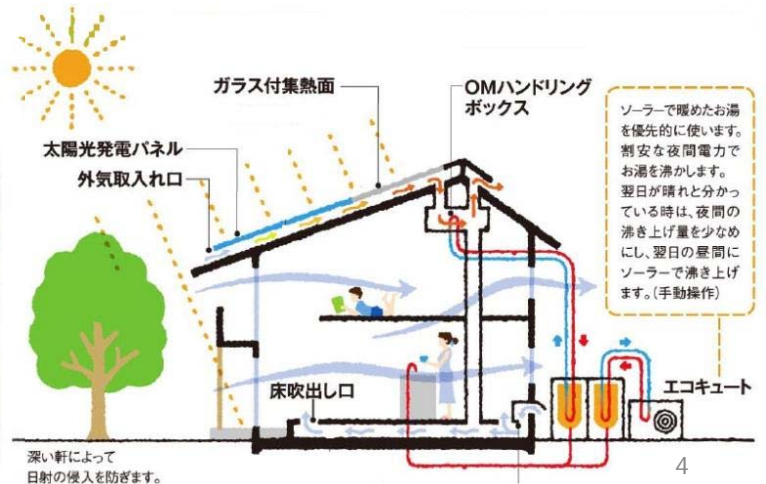 ガラス付集熱面
OMハンドリング
ボックス
太陽光発電パネル
外気取入れ口
ソーラーで暖めたお湯
を優先的に使います。
割安な夜間電力で
お湯を沸かします。
翌日が晴れと分かっ
ている時は、夜間の
沸き上げ量を少なめ
にし、翌日の昼間に
ソーラーで沸き上げ
ます。(手動操作)
床吹出し口
エコキュート
深い軒によって
日射の侵入を防ぎます。
4